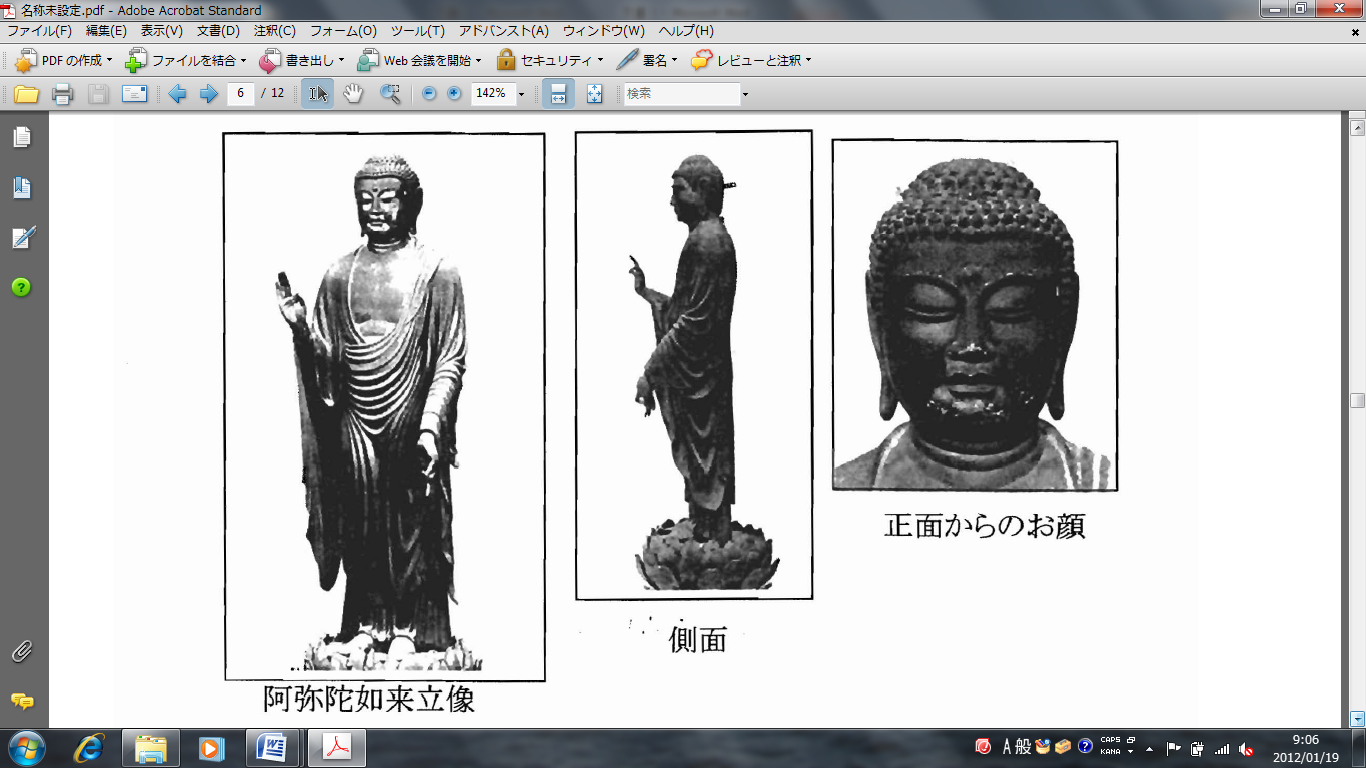 名称未設定.pdf - Adobe Acrobat Standard
ファイル(F) 編集(E) 表示(V) 文書(D) 注釈(C) フォーム(O) ツール(T) アドバンスト(A) ウィンドウ(W) ヘルプ(H)
PDF の作成 ファイルを結合 書き出し Web 会議を開始 セキュリティ 署名 レビューと注釈
6 / 12 142% 検索
正面からのお顔
側面
阿弥陀如来立像
A 般 CAPS KANA
9:06
2012/01/19